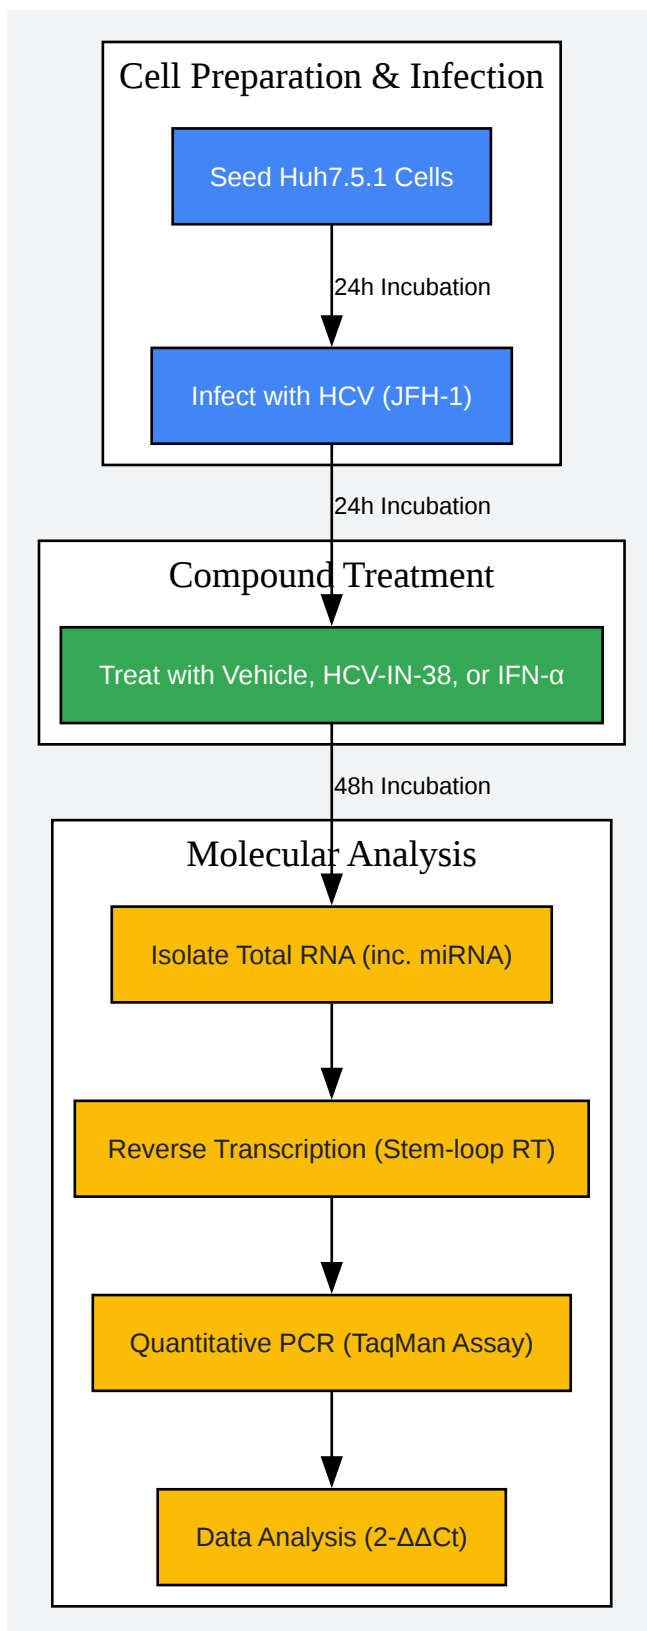 Cell Preparation & Infection
Seed Huh7.5.1 Cells
24h Incubation
Infect with HCV (JFH-1)
24h Incubation
Compound Treatment
Treat with Vehicle, HCV-IN-38, or IFN-α
48h Incubation
Molecular Analysis
Isolate Total RNA (inc. miRNA)
Reverse Transcription (Stem-loop RT)
Quantitative PCR (TaqMan Assay)
Data Analysis (2-ΔΔCt)